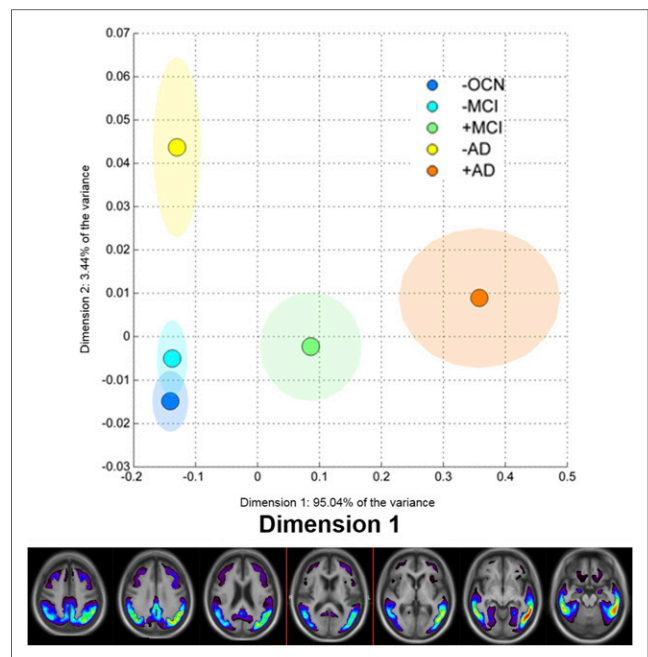 0.07
0.06
0.05
0.04
0.03
0.02
0.01
0
-0.01
-0.02
-0.03
Dimension 2: 3.44% of the variance
-OCN
-MCI
+MCI
-AD
+AD
-0.2 -0.1 0 0.1 0.2 0.3 0.4 0.5
Dimension 1: 95.04% of the variance
Dimension 1